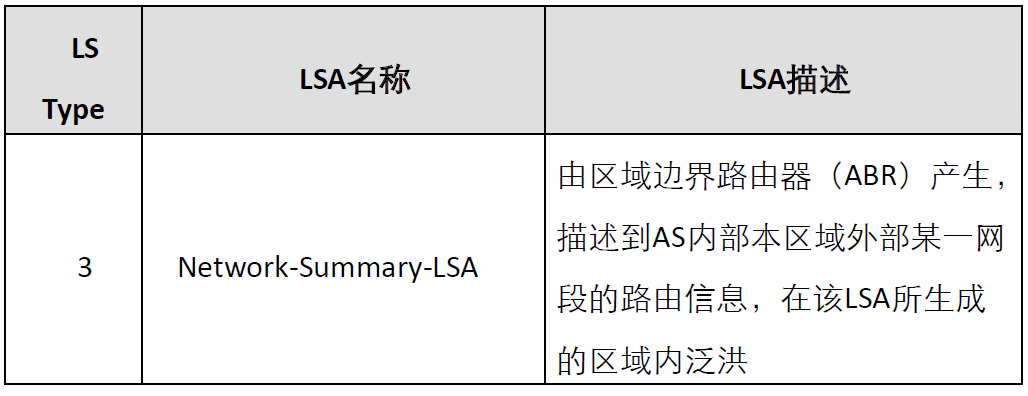 LS
Type
LSA名称
LSA描述
3
Network-Summary-LSA
由区域边界路由器（ABR）产生，
描述到AS内部本区域外部某一网
段的路由信息，在该LSA所生成
的区域内泛洪